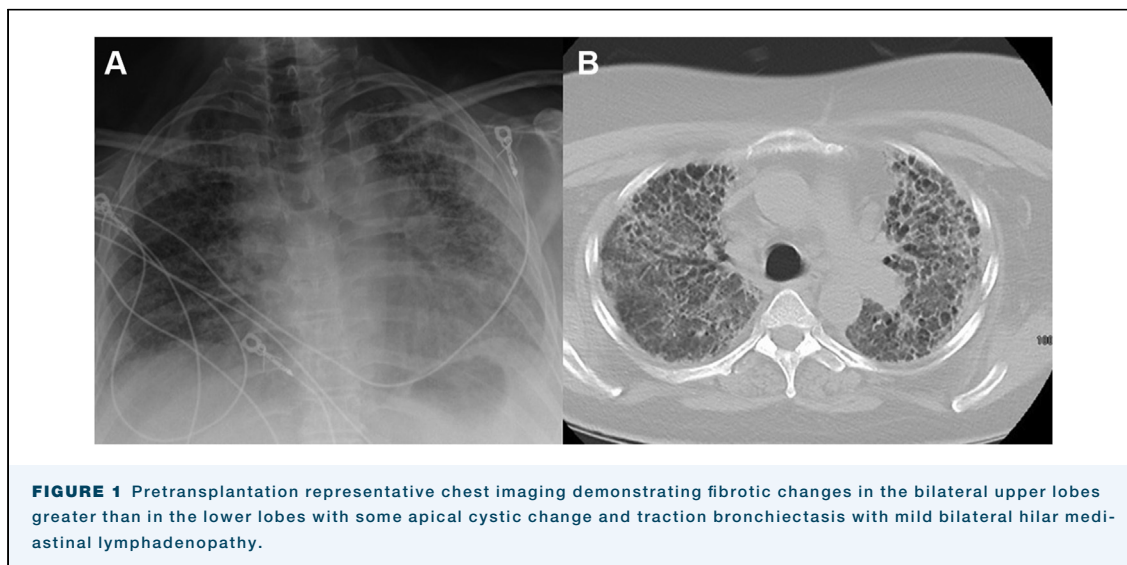 A
B
100
FIGURE 1 Pretransplantation representative chest imaging demonstrating fibrotic changes in the bilateral upper lobes
greater than in the lower lobes with some apical cystic change and traction bronchiectasis with mild bilateral hilar medi-
astinal lymphadenopathy.